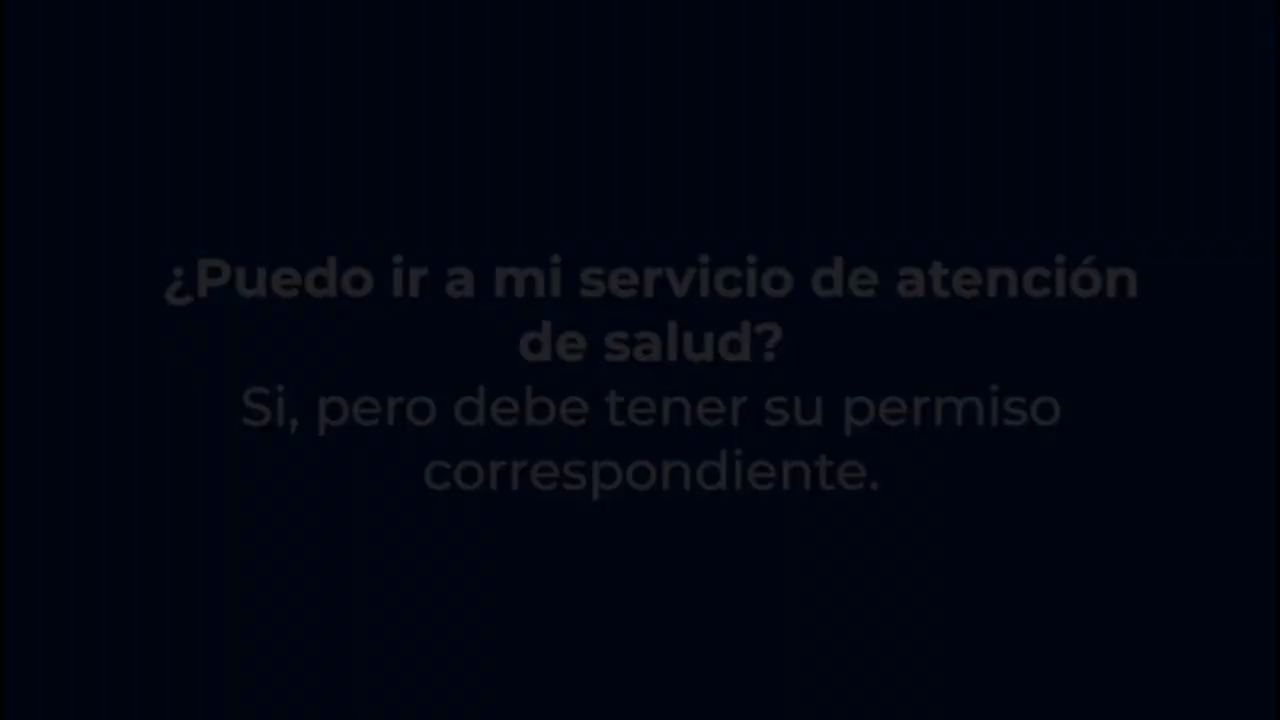 ¿Puedo ir a mi servicio de atención
de salud?
Si, pero debe tener su permiso
correspondiente.